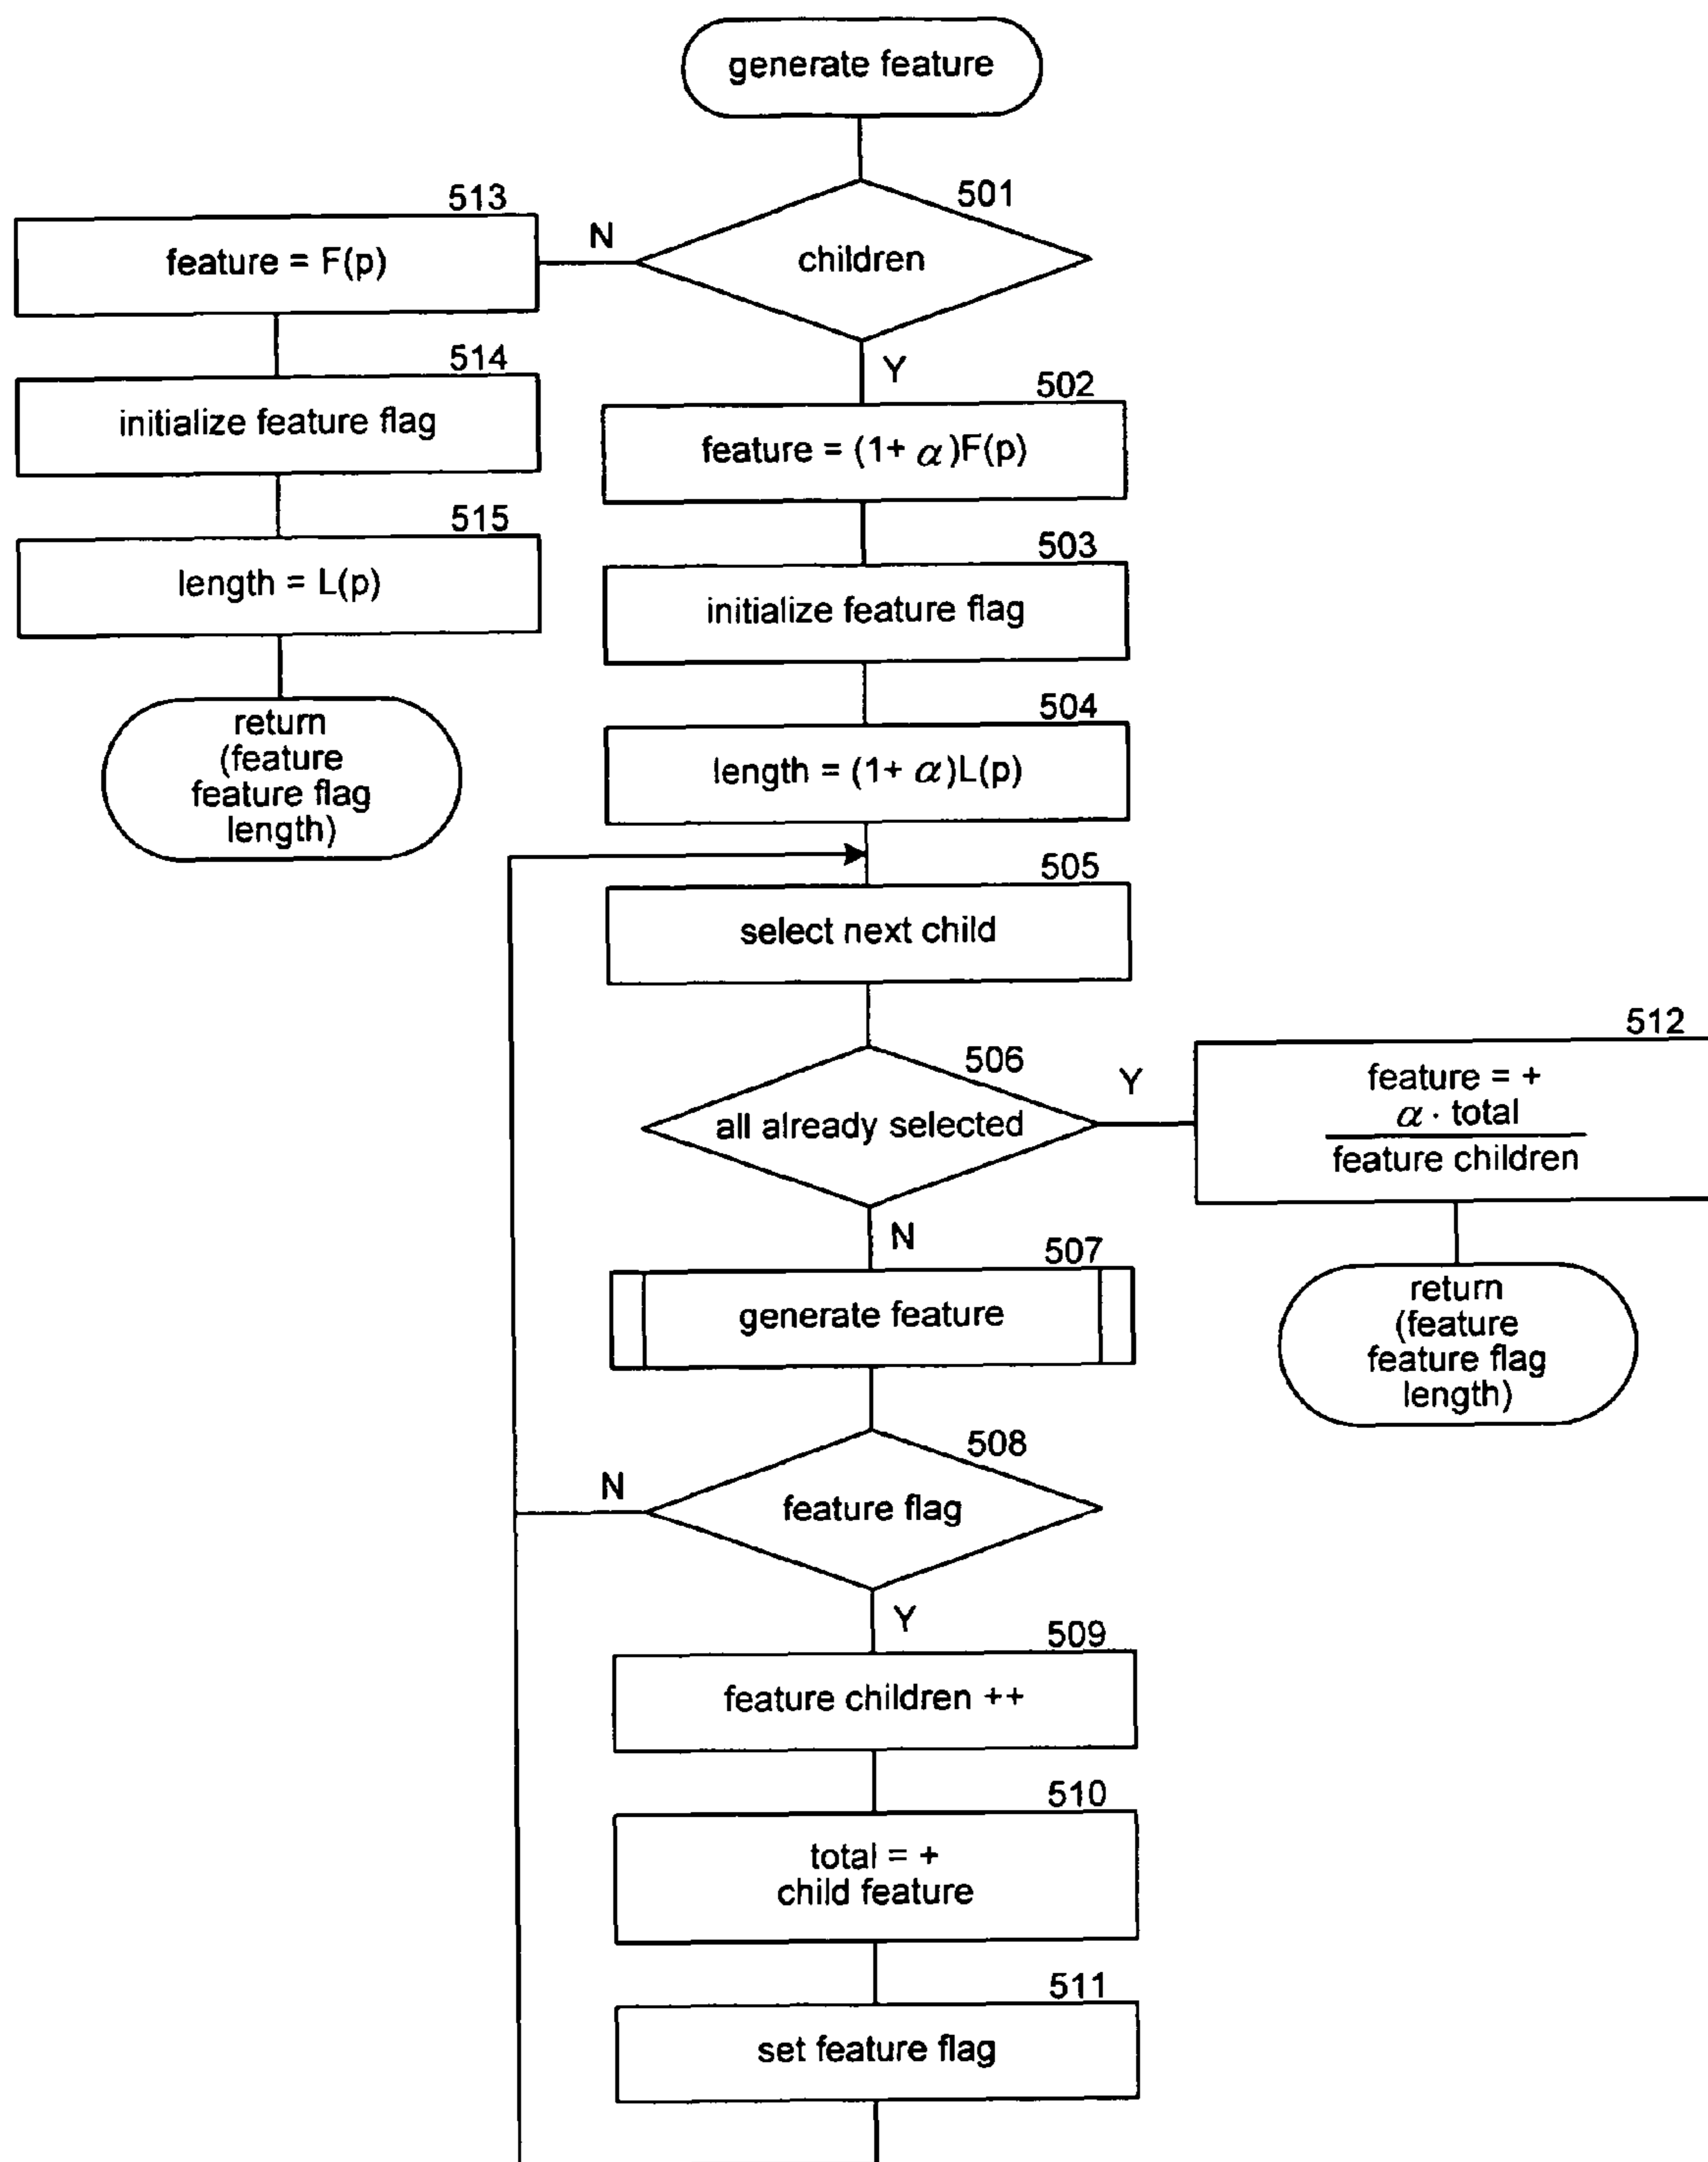 generate feature
501
children
N
513
feature = F(p)
514
initialize feature flag
515
length = L(p)
return
(feature
feature flag
length)
Y
502
feature = (1+ α)F(p)
503
initialize feature flag
504
length = (1+ α)L(p)
505
select next child
506
all already selected
Y
512
feature = +
α · total
feature children
return
(feature
feature flag
length)
N
507
generate feature
508
feature flag
N
Y
509
feature children ++
510
total = +
child feature
511
set feature flag